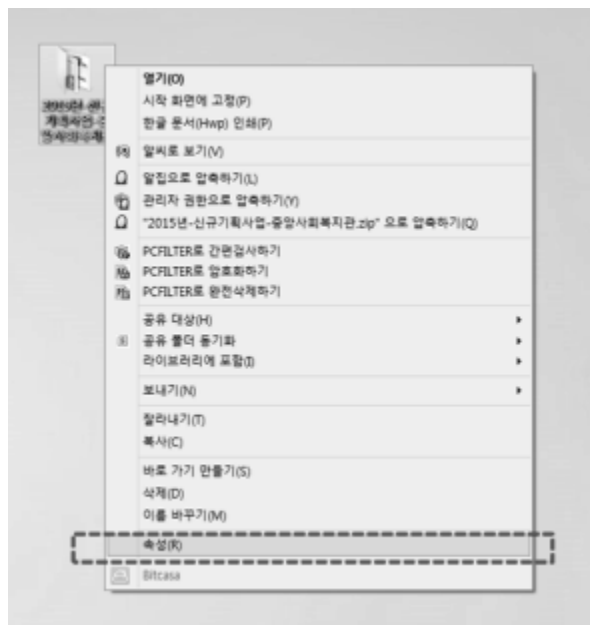 열기(O)
시작 화면에 고정(P)
한글 문서(Hwp) 인쇄(P)
알씨로 보기(V)
알집으로 압축하기(L)
관리자 권한으로 압축하기(Y)
"2015년-신규기획사업-중앙사회복지관.zip" 으로 압축하기(Q)
PCFILTER로 간편검사하기
PCFILTER로 암호화하기
PCFILTER로 완전삭제하기
공유 대상(H)
공유 폴더 동기화
라이브러리에 포함(I)
보내기(N)
잘라내기(T)
복사(C)
바로 가기 만들기(S)
삭제(D)
이름 바꾸기(M)
속성(R)
Bitcasa